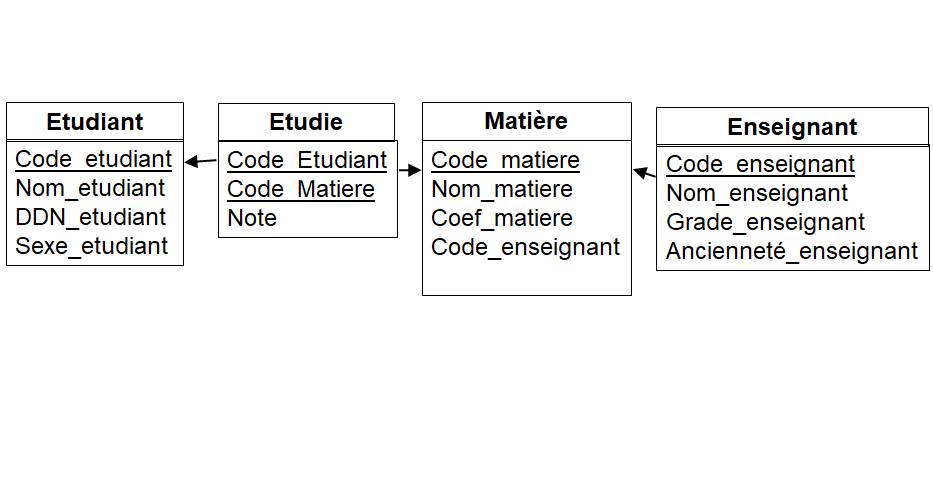 Etudiant
Code_etudiant
Nom_etudiant
DDN_etudiant
Sexe_etudiant
Etudie
Code_Etudiant
Code_Matiere
Note
Matière
Code_matiere
Nom_matiere
Coef_matiere
Code_enseignant
Enseignant
Code_enseignant
Nom_enseignant
Grade_enseignant
Ancienneté_enseignant